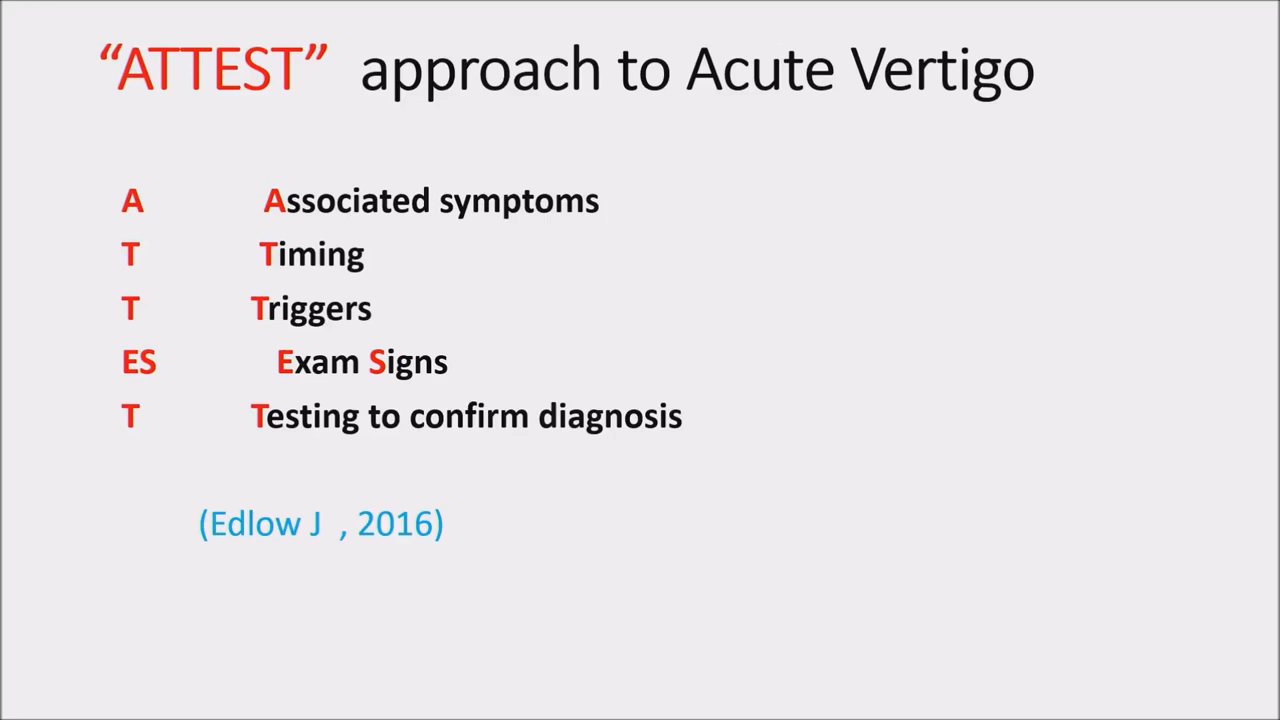 “ATTEST” approach to Acute Vertigo
A Associated symptoms
T Timing
T Triggers
ES Exam Signs
T Testing to confirm diagnosis
(Edlow J , 2016)